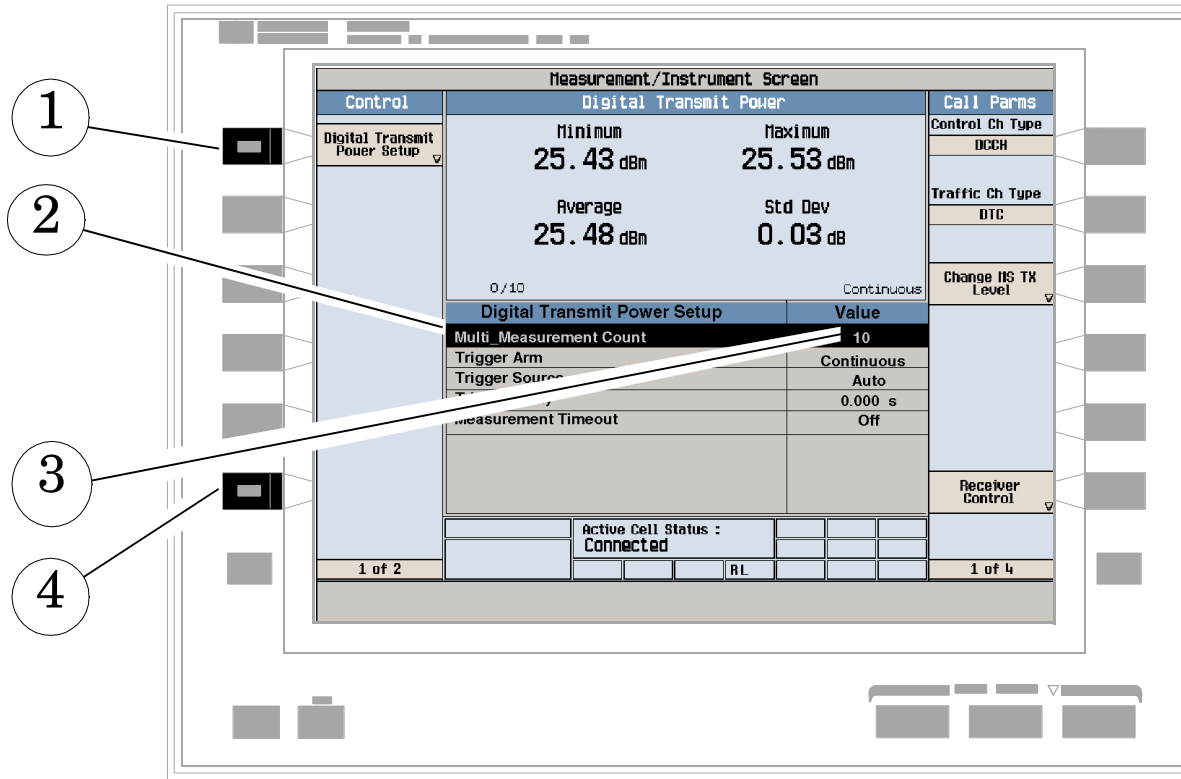 Measurement/Instrument Screen
Control
Digital Transmit Power
Call Parms
1
Digital Transmit
Power Setup
Minimum
Maximum
25.43 dBm
25.53 dBm
Control Ch Type
DCCH
2
Average
Std Dev
25.48 dBm
0.03 dB
Traffic Ch Type
DTC
0/10
Continuous
Change MS TX
Level
Digital Transmit Power Setup
Value
Multi_Measurement Count
10
Trigger Arm
Continuous
Trigger Source
Auto
0.000 s
Measurement Timeout
Off
3
4
Receiver
Control
Active Cell Status :
Connected
1 of 2
RL
1 of 4